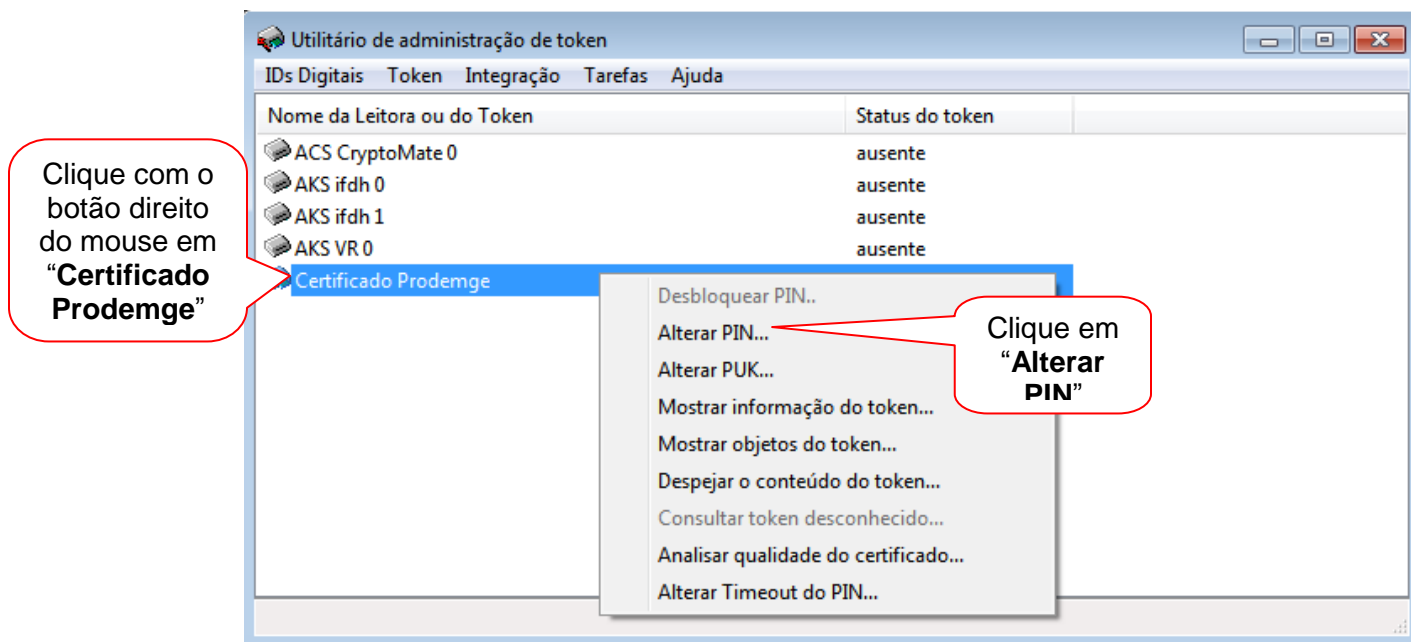 Utilitário de administração de token
IDs Digitais Token Integração Tarefas Ajuda
Nome da Leitora ou do Token Status do token
ACS CryptoMate 0 ausente
AKS ifdh 0 ausente
AKS ifdh 1 ausente
AKS VR 0 ausente
Certificado Prodemge
Clique com o
botão direito
do mouse em
“Certificado
Prodemge”
Desbloquear PIN..
Alterar PIN...
Alterar PUK...
Mostrar informação do token...
Mostrar objetos do token...
Despejar o conteúdo do token...
Consultar token desconhecido...
Analisar qualidade do certificado...
Alterar Timeout do PIN...
Clique em
“Alterar
PIN”